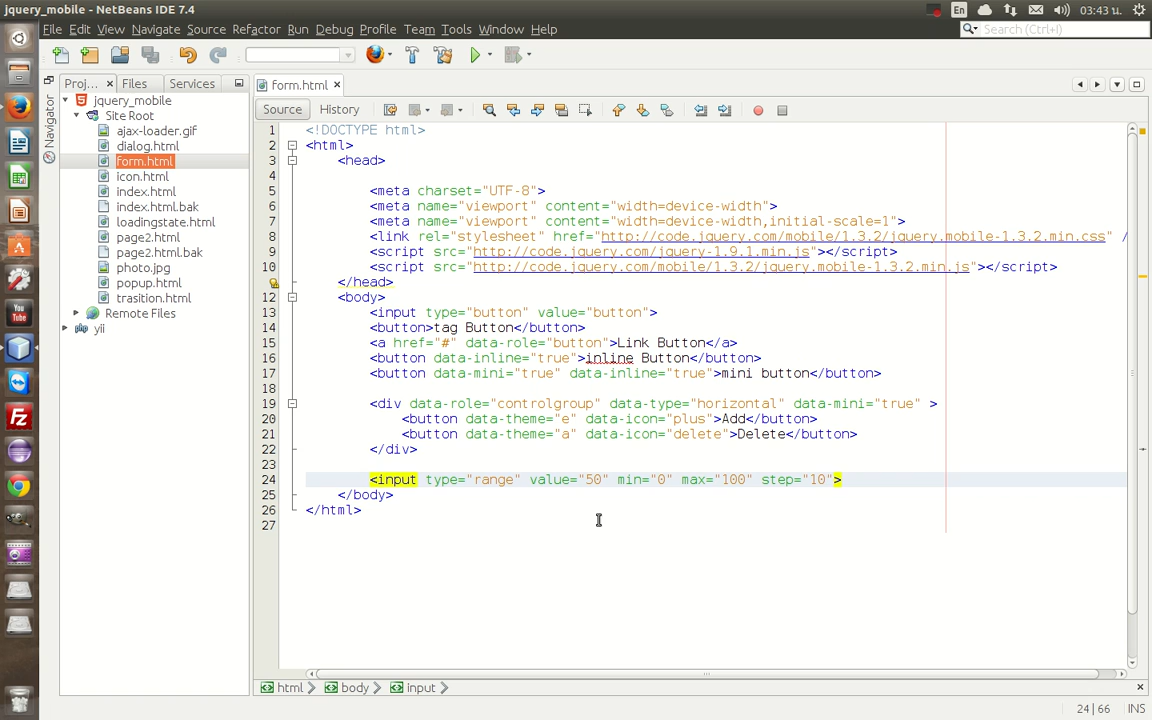 jquery_mobile - NetBeans IDE 7.4
En
03:43 น.
File Edit View Navigate Source Refactor Run Debug Profile Team Tools Window Help
Search (Ctrl+I)
Proj... × Files Services
form.html ×
Source History
Navigator
jquery_mobile
Site Root
ajax-loader.gif
dialog.html
form.html
icon.html
index.html
index.html.bak
loadingstate.html
page2.html
page2.html.bak
photo.jpg
popup.html
trasition.html
Remote Files
yii
You
Tube
1 <!DOCTYPE html>
2 <html>
3 <head>
4
5 <meta charset="UTF-8">
6 <meta name="viewport" content="width=device-width">
7 <meta name="viewport" content="width=device-width,initial-scale=1">
8 <link rel="stylesheet" href="http://code.jquery.com/mobile/1.3.2/jquery.mobile-1.3.2.min.css" /
9 <script src="http://code.jquery.com/jquery-1.9.1.min.js"></script>
10 <script src="http://code.jquery.com/mobile/1.3.2/jquery.mobile-1.3.2.min.js"></script>
</head>
12 <body>
13 <input type="button" value="button">
14 <button>tag Button</button>
15 <a href="#" data-role="button">Link Button</a>
16 <button data-inline="true">inline Button</button>
17 <button data-mini="true" data-inline="true">mini button</button>
18
19 <div data-role="controlgroup" data-type="horizontal" data-mini="true" >
20 <button data-theme="e" data-icon="plus">Add</button>
21 <button data-theme="a" data-icon="delete">Delete</button>
22 </div>
23
24 <input type="range" value="50" min="0" max="100" step="10">
25 </body>
26 </html>
27
html body input
24|66 INS